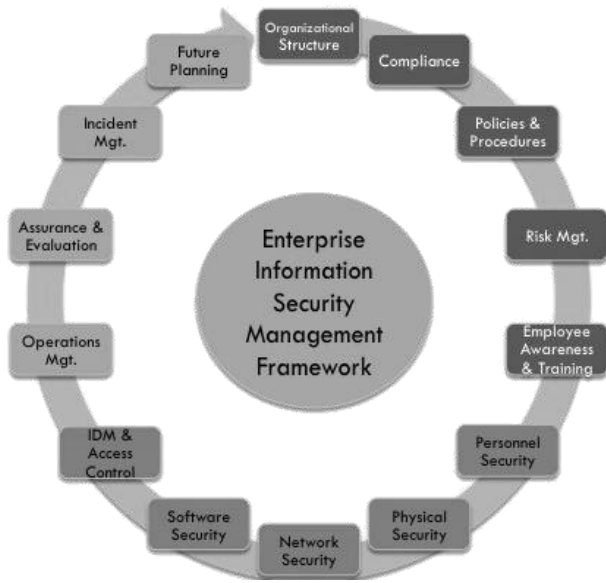 Organizational
Structure
Compliance
Policies &
Procedures
Risk Mgt.
Employee
Awareness
& Training
Personnel
Security
Physical
Security
Network
Security
Software
Security
IDM &
Access
Control
Operations
Mgt.
Assurance &
Evaluation
Incident
Mgt.
Future
Planning
Enterprise
Information
Security
Management
Framework